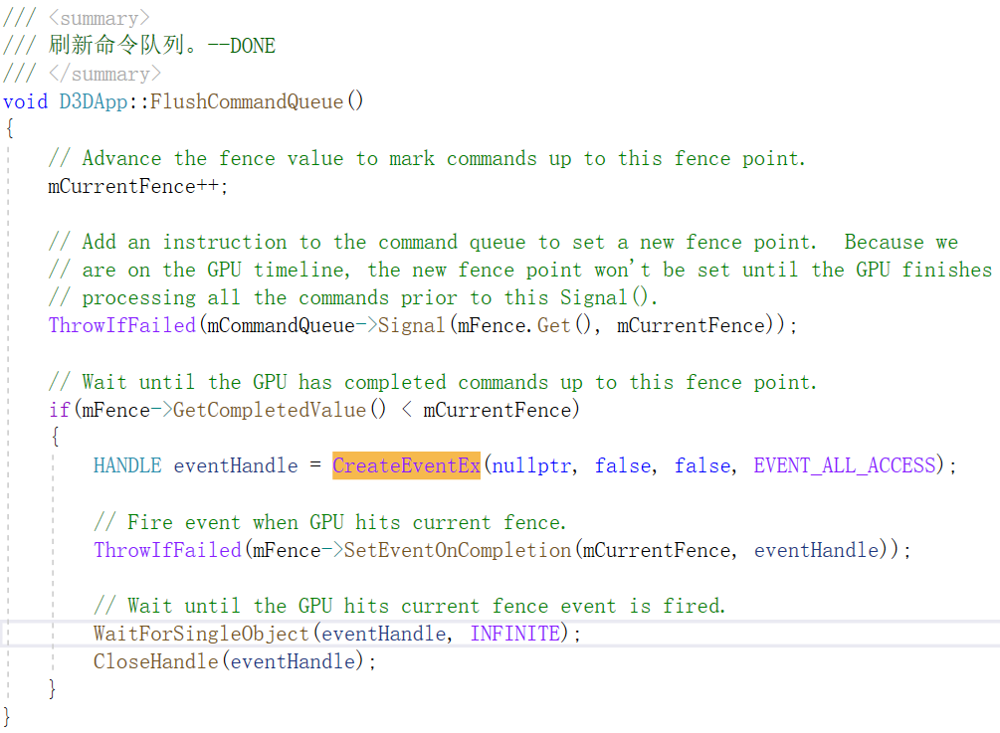 /// <summary>
/// 刷新命令队列。--DONE
/// </summary>
void D3DApp::FlushCommandQueue()
{
    // Advance the fence value to mark commands up to this fence point.
    mCurrentFence++;

    // Add an instruction to the command queue to set a new fence point.  Because we
    // are on the GPU timeline, the new fence point won't be set until the GPU finishes
    // processing all the commands prior to this Signal().
    ThrowIfFailed(mCommandQueue->Signal(mFence.Get(), mCurrentFence));

    // Wait until the GPU has completed commands up to this fence point.
    if(mFence->GetCompletedValue() < mCurrentFence)
    {
        HANDLE eventHandle = CreateEventEx(nullptr, false, false, EVENT_ALL_ACCESS);

        // Fire event when GPU hits current fence.
        ThrowIfFailed(mFence->SetEventOnCompletion(mCurrentFence, eventHandle));

        // Wait until the GPU hits current fence event is fired.
        WaitForSingleObject(eventHandle, INFINITE);
        CloseHandle(eventHandle);
    }
}